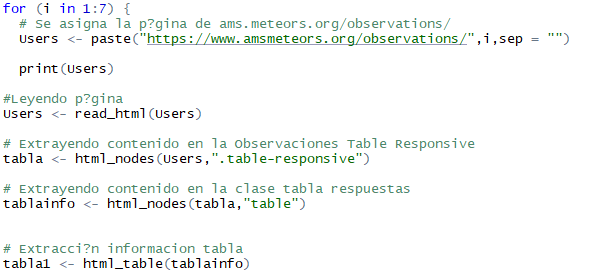 for (i in 1:7) {
  # Se asigna la p?gina de ams.meteors.org/observations/
  Users <- paste("https://www.amsmeteors.org/observations/",i,sep = "")
  print(Users)
#Leyendo p?gina
Users <- read_html(Users)
# Extrayendo contenido en la Observaciones Table Responsive
tabla <- html_nodes(Users,".table-responsive")
# Extrayendo contenido en la clase tabla respuestas
tablainfo <- html_nodes(tabla,"table")
# Extracci?n informacion tabla
tabla1 <- html_table(tablainfo)